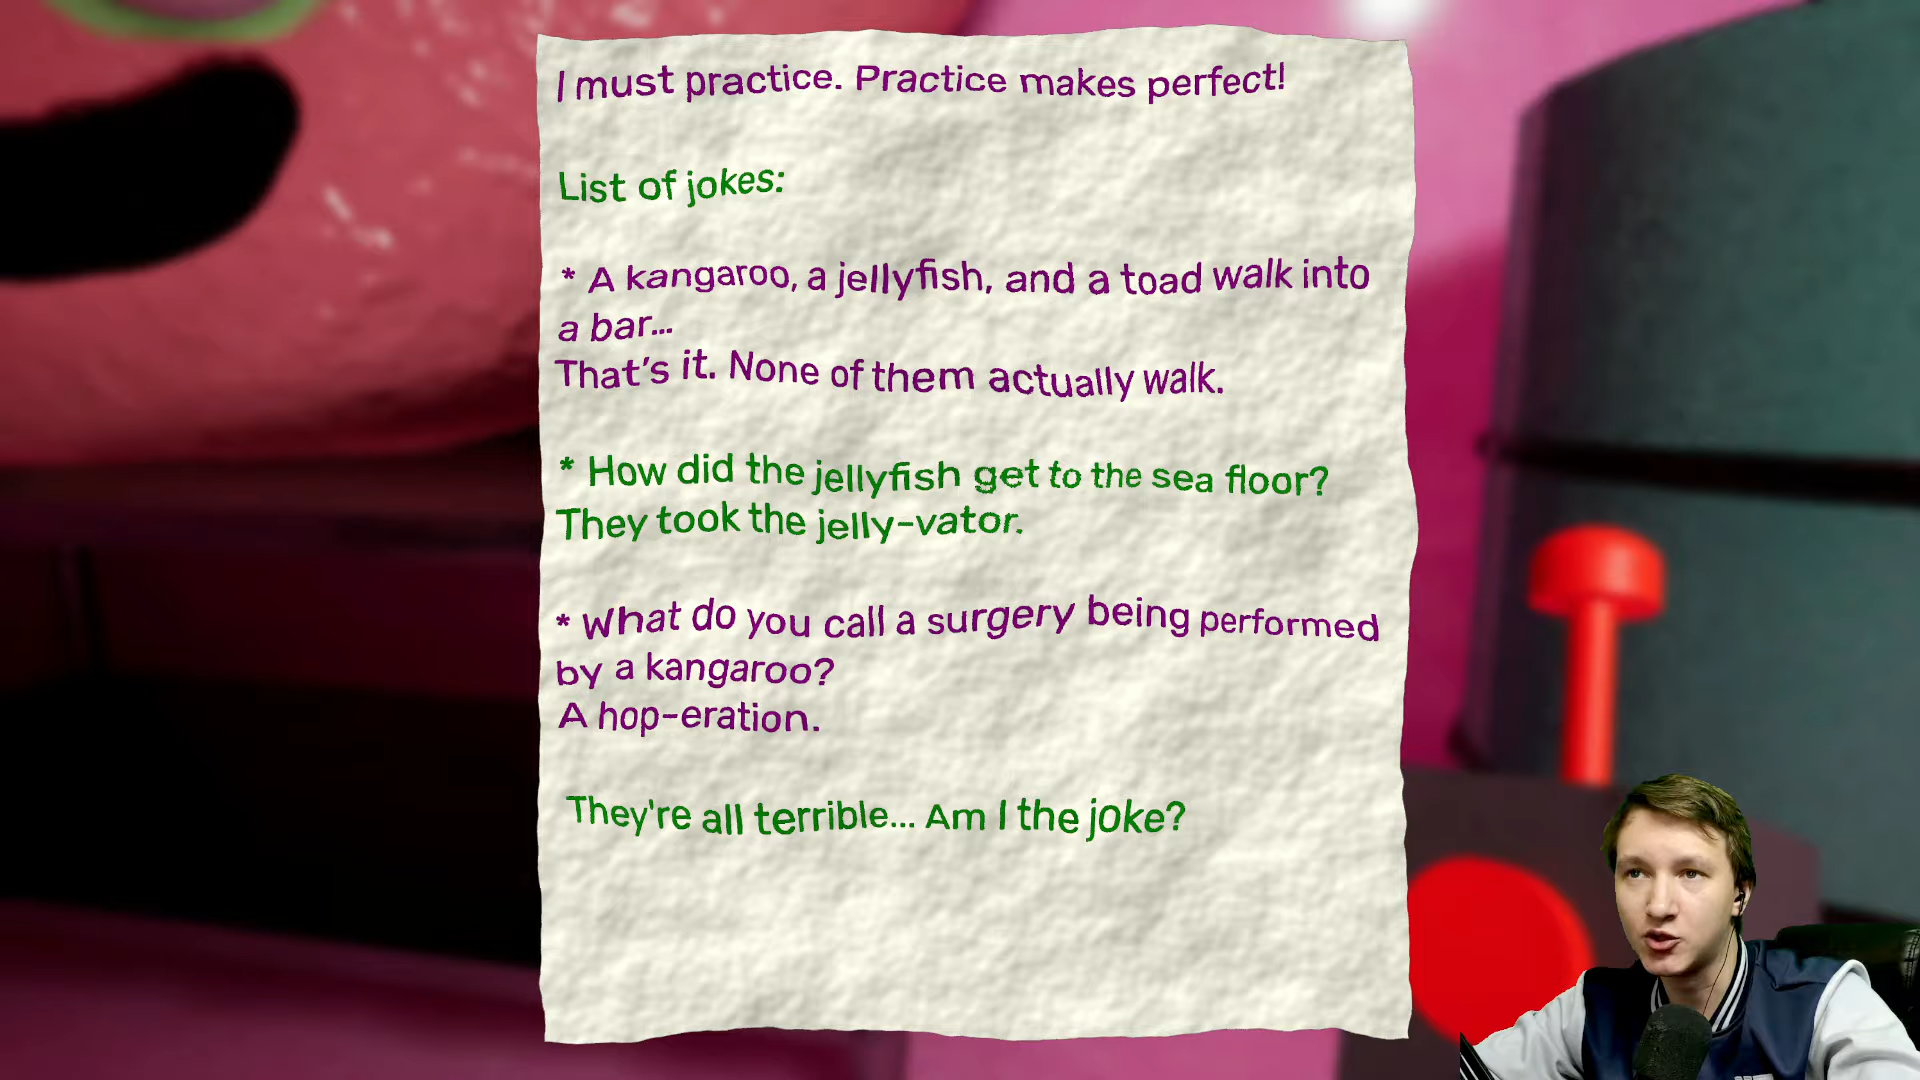 I must practice. Practice makes perfect!
List of jokes:
* A kangaroo, a jellyfish, and a toad walk into
a bar...
That's it. None of them actually walk.
* How did the jellyfish get to the sea floor?
They took the jelly-vator.
* What do you call a surgery being performed
by a kangaroo?
A hop-eration.
They're all terrible... Am I the joke?